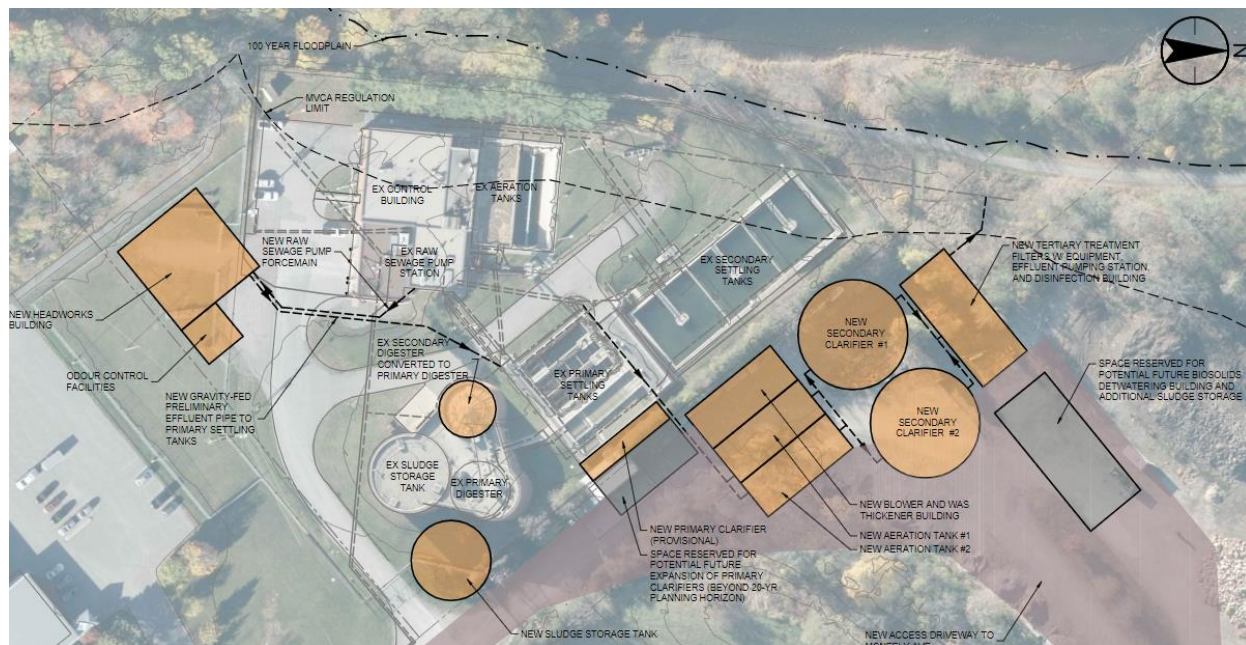 100 YEAR FLOODPLAIN
N
MVCA REGULATION
LIMIT
EX CONTROL
BUILDING
EX AERATION
TANKS
NEW RAW
SEWAGE PUMP
FORCEMAIN
EX RAW
SEWAGE PUMP
STATION
EX SECONDARY
SETTLING
TANKS
NEW TERTIARY TREATMENT
FILTERS W/ EQUIPMENT,
EFFLUENT PUMPING STATION,
AND DISINFECTION BUILDING
NEW HEADWORKS
BUILDING
ODOUR CONTROL
FACILITIES
NEW GRAVITY-FED
PRELIMINARY
EFFLUENT PIPE TO
PRIMARY SETTLING
TANKS
EX SECONDARY
DIGESTER
CONVERTED TO
PRIMARY DIGESTER
EX PRIMARY
SETTLING
TANKS
NEW
SECONDARY
CLARIFIER #1
NEW
SECONDARY
CLARIFIER #2
SPACE RESERVED FOR
POTENTIAL FUTURE BIOSOLIDS
DETWATERING BUILDING AND
ADDITIONAL SLUDGE STORAGE
EX SLUDGE
STORAGE
TANK
EX PRIMARY
DIGESTER
NEW BLOWER AND WAS
THICKENER BUILDING
NEW AERATION TANK #1
NEW AERATION TANK #2
NEW PRIMARY CLARIFIER
(PROVISIONAL)
SPACE RESERVED FOR
POTENTIAL FUTURE
EXPANSION OF PRIMARY
CLARIFIERS (BEYOND 20-YR
PLANNING HORIZON)
NEW SLUDGE STORAGE TANK
NEW ACCESS DRIVEWAY TO